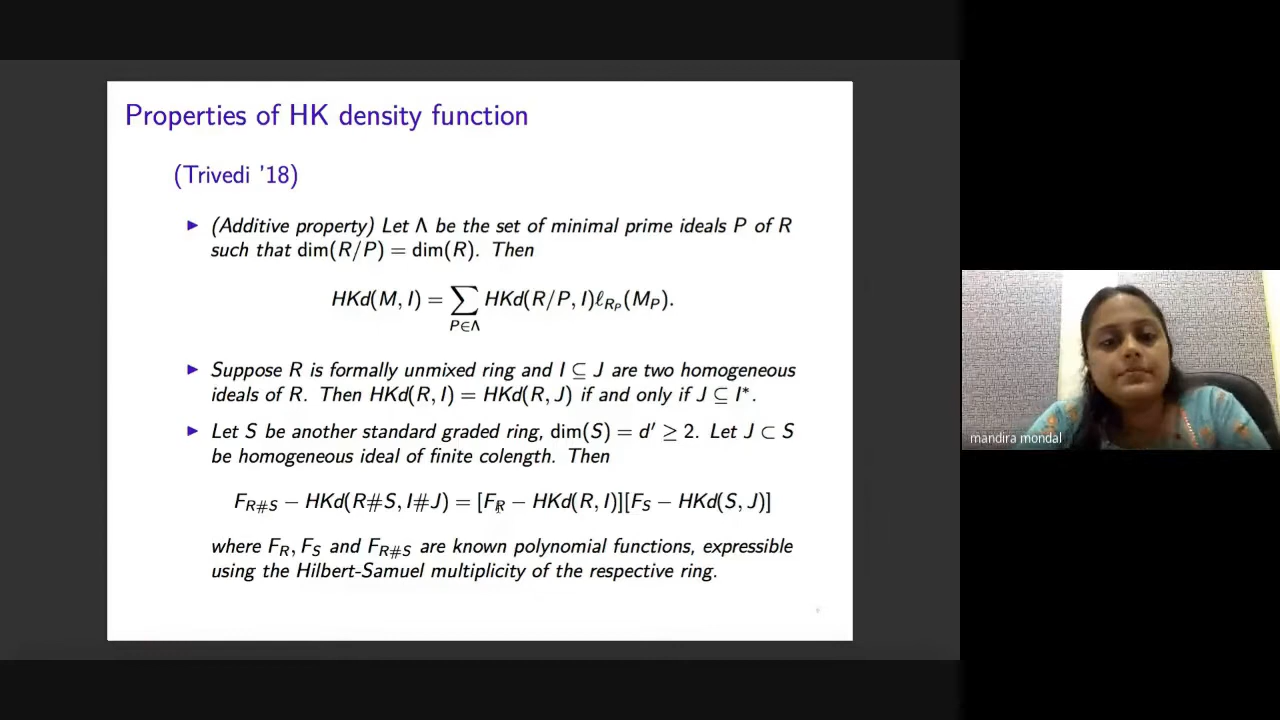 Properties of HK density function
(Trivedi '18)
▶ (Additive property) Let Λ be the set of minimal prime ideals P of R
such that dim(R/P) = dim(R). Then
HKd(M, I) = ∑_{P∈Λ} HKd(R/P, I)ℓ_{R_P}(M_P).
▶ Suppose R is formally unmixed ring and I ⊆ J are two homogeneous
ideals of R. Then HKd(R, I) = HKd(R, J) if and only if J ⊆ I*.
▶ Let S be another standard graded ring, dim(S) = d′ ≥ 2. Let J ⊂ S
be homogeneous ideal of finite colength. Then
F_{R#S} − HKd(R#S, I#J) = [F_R − HKd(R, I)][F_S − HKd(S, J)]
where F_R, F_S and F_{R#S} are known polynomial functions, expressible
using the Hilbert-Samuel multiplicity of the respective ring.
mandira mondal